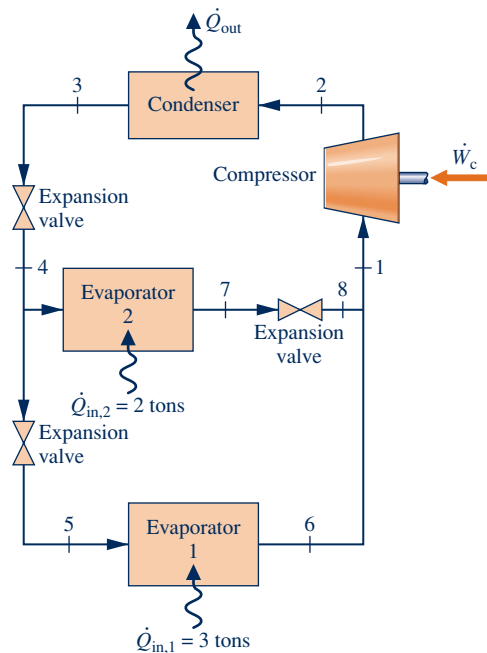 Q̇out
3
2
Condenser
Ẇc
Compressor
Expansion
valve
4
1
Evaporator
2
7
8
Expansion
valve
Q̇in,2 = 2 tons
Expansion
valve
5
Evaporator
1
6
Q̇in,1 = 3 tons